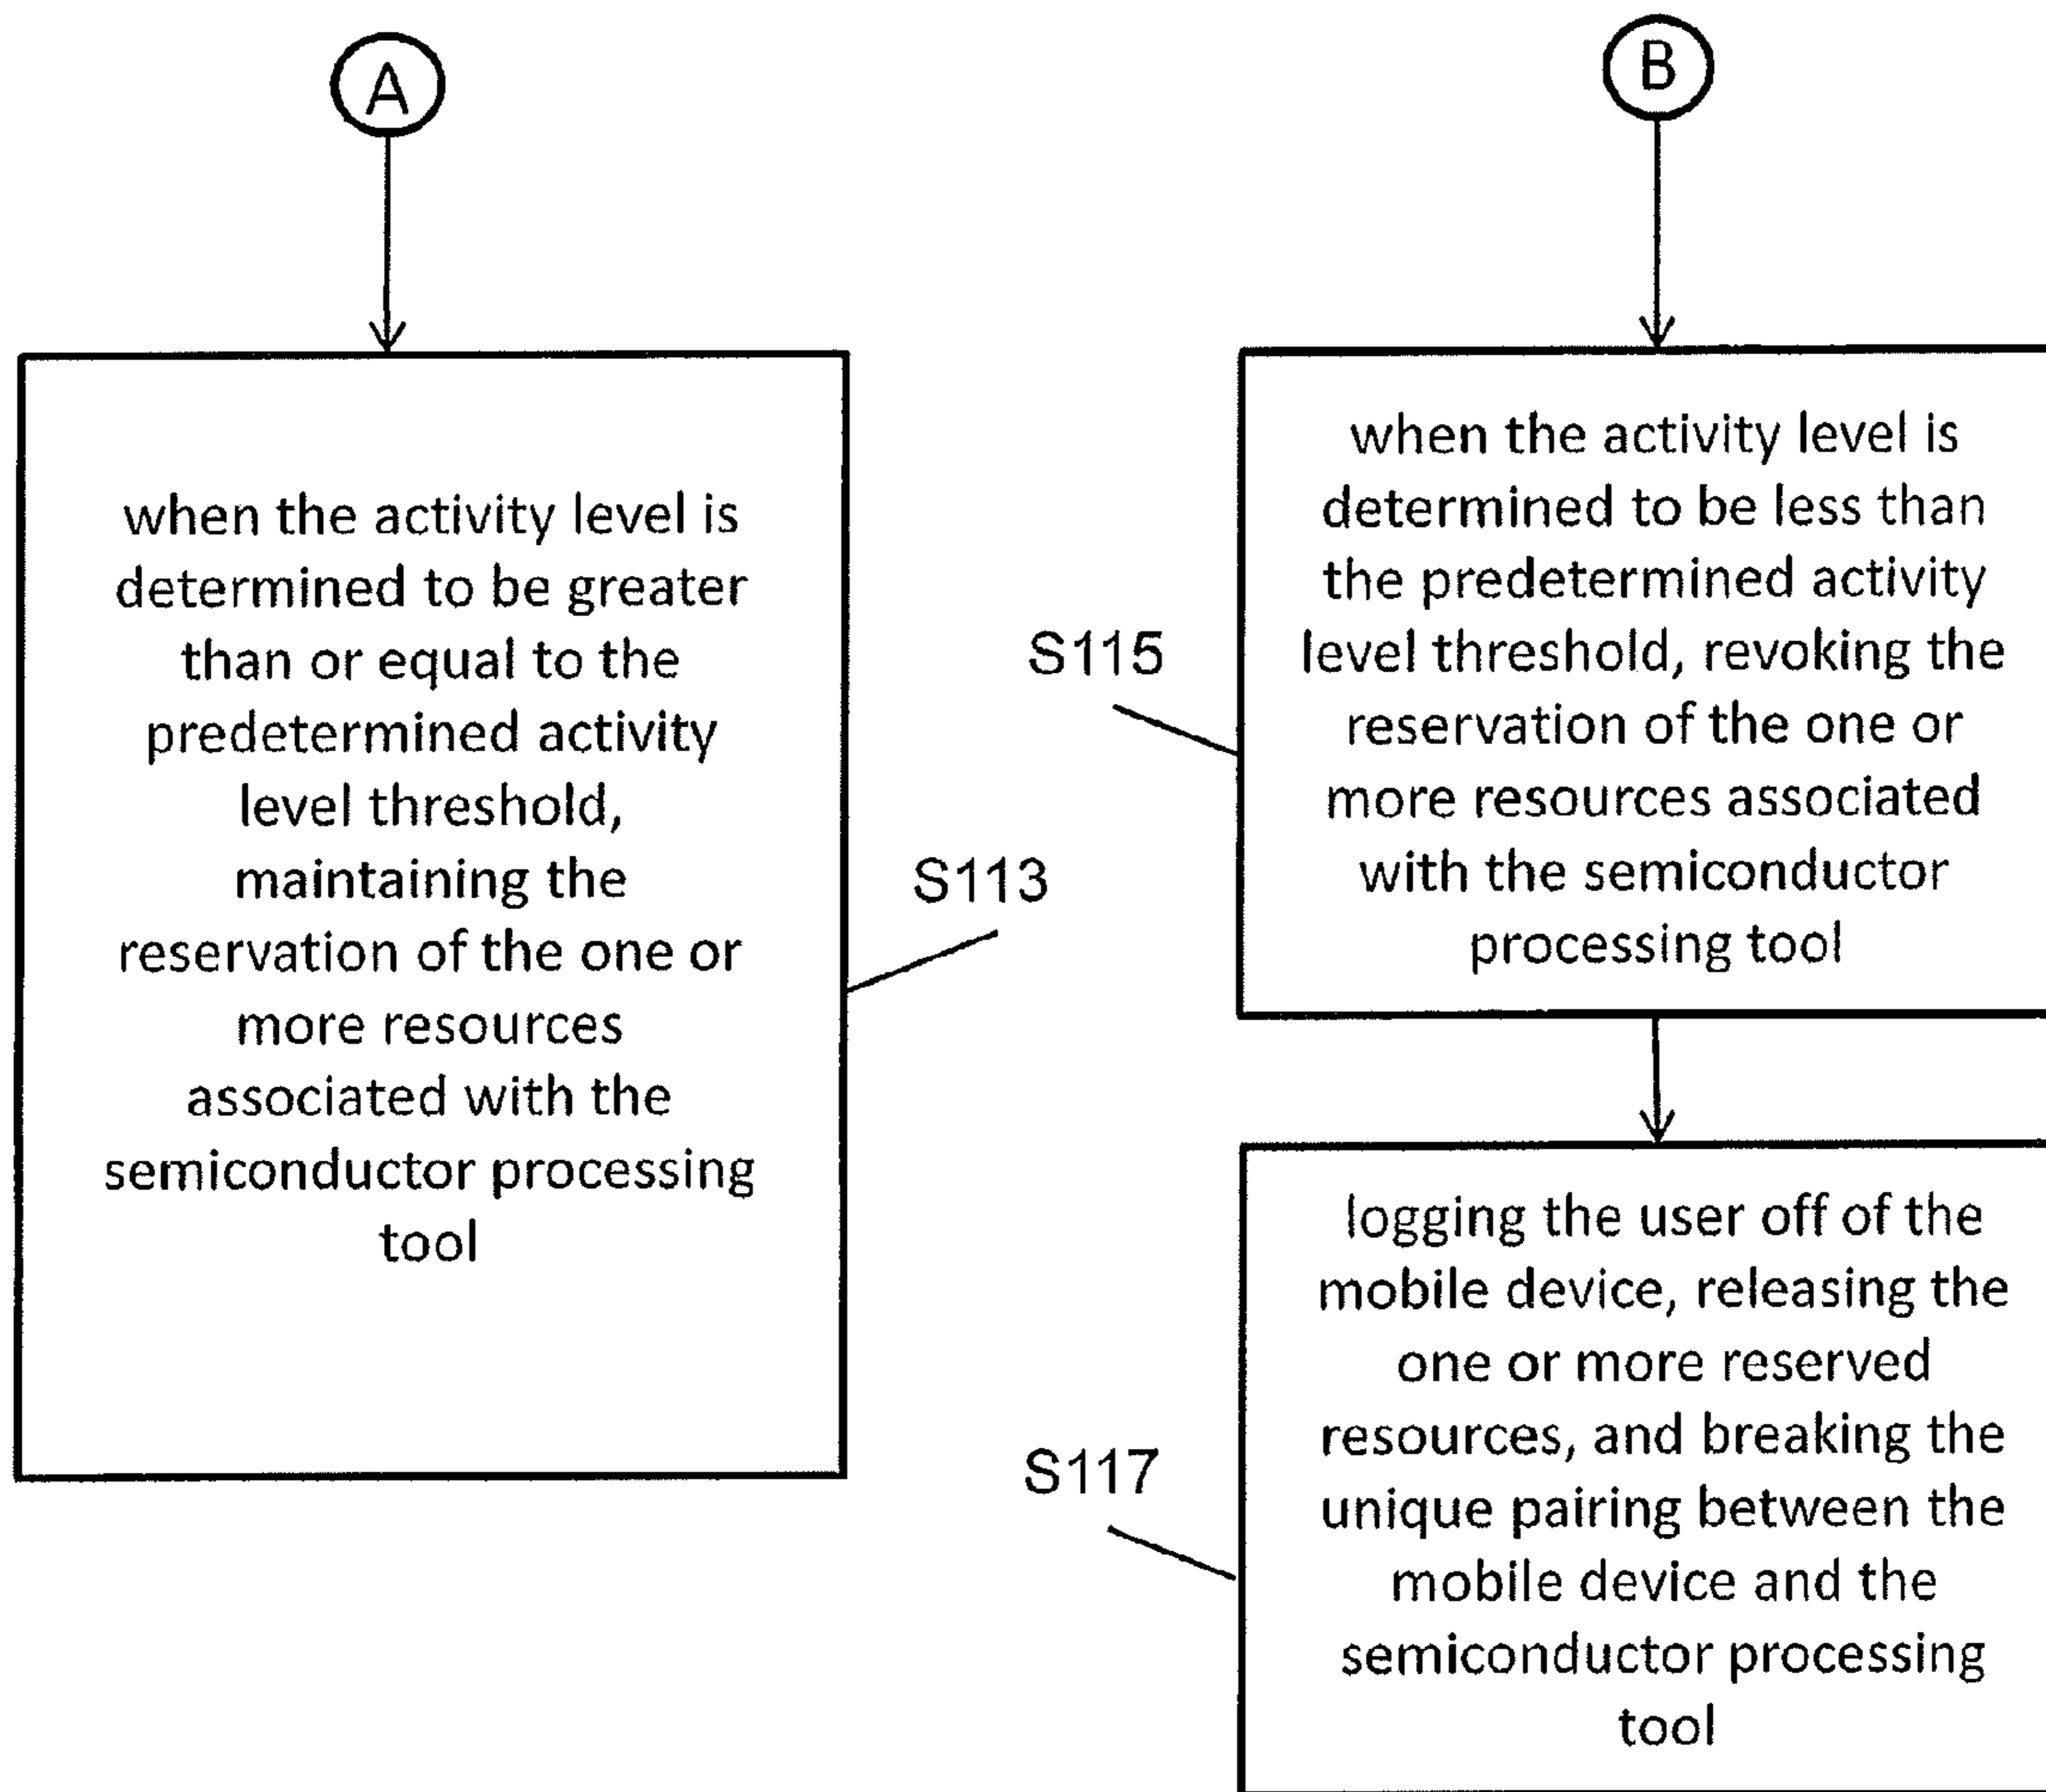 A
when the activity level is
determined to be greater
than or equal to the
predetermined activity
level threshold,
maintaining the
reservation of the one or
more resources
associated with the
semiconductor processing
tool
S113
B
when the activity level is
determined to be less than
the predetermined activity
level threshold, revoking the
reservation of the one or
more resources associated
with the semiconductor
processing tool
S115
logging the user off of the
mobile device, releasing the
one or more reserved
resources, and breaking the
unique pairing between the
mobile device and the
semiconductor processing
tool
S117